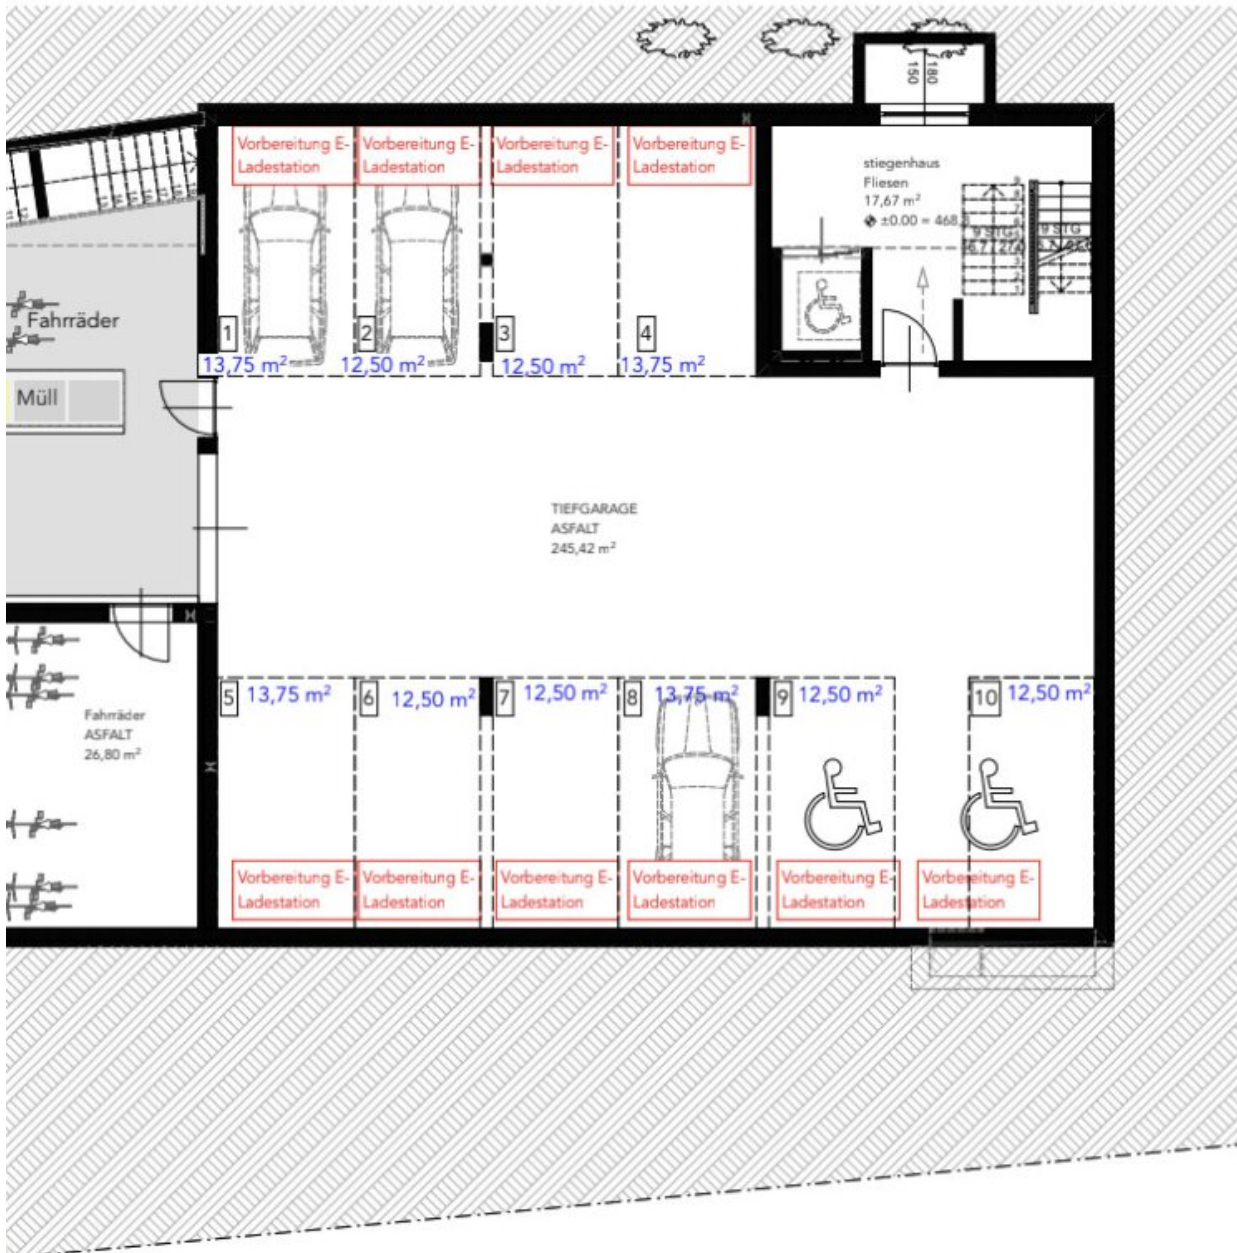 150
180
Vorbereitung E-
Ladestation
Vorbereitung E-
Ladestation
Vorbereitung E-
Ladestation
Vorbereitung E-
Ladestation
stiegenhaus
Fliesen
17,67 m²
9 STG
9 STG
Fahrräder
1
2
3
4
13,75 m²
12,50 m²
12,50 m²
13,75 m²
Müll
TIEFGARAGE
ASFALT
245,42 m²
5
13,75 m²
6
12,50 m²
7
12,50 m²
8
13,75 m²
9
12,50 m²
10
12,50 m²
Fahrräder
ASFALT
26,80 m²
Vorbereitung E-
Ladestation
Vorbereitung E-
Ladestation
Vorbereitung E-
Ladestation
Vorbereitung E-
Ladestation
Vorbereitung E-
Ladestation
Vorbereitung E-
Ladestation